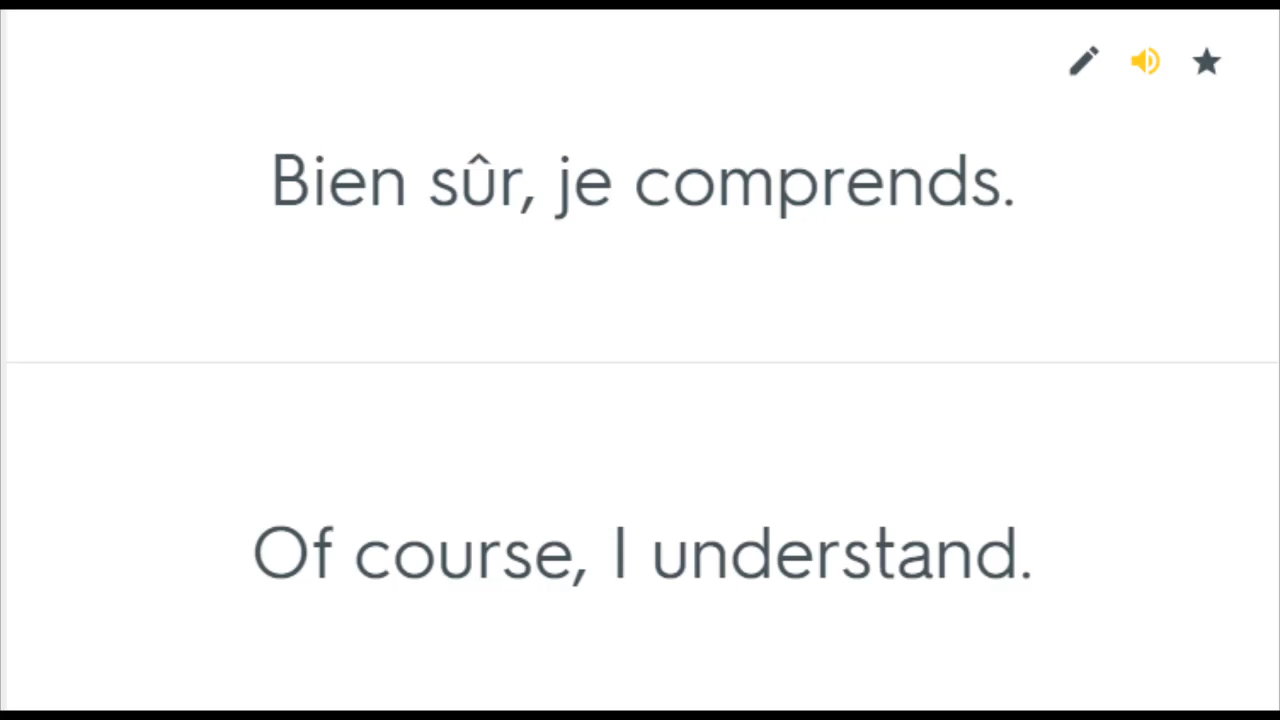 Bien sûr, je comprends.
Of course, I understand.